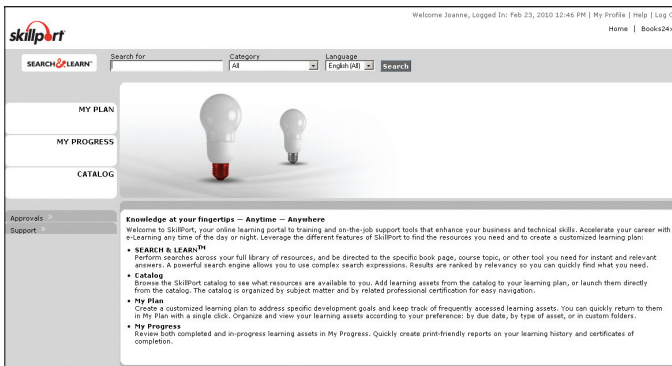 Welcome Joanne, Logged In: Feb 23, 2010 12:46 PM | My Profile | Help | Log
Home | Books24x
skillport
SEARCH & LEARN™
Search for Category Language
All English (All) Search
MY PLAN
MY PROGRESS
CATALOG
Approvals
Support
Knowledge at your fingertips — Anytime — Anywhere
Welcome to SkillPort, your online learning portal to training and on-the-job support tools that enhance your business and technical skills. Accelerate your career with
e-Learning any time of the day or night. Leverage the different features of SkillPort to find the resources you need and to create a customized learning plan:
• SEARCH & LEARN™
Perform searches across your full library of resources, and be directed to the specific book page, course topic, or other tool you need for instant and relevant
answers. A powerful search engine allows you to use complex search expressions. Results are ranked by relevancy so you can quickly find what you need.
• Catalog
Browse the SkillPort catalog to see what resources are available to you. Add learning assets from the catalog to your learning plan, or launch them directly
from the catalog. The catalog is organized by subject matter and by related professional certification for easy navigation.
• My Plan
Create a customized learning plan to address specific development goals and keep track of frequently accessed learning assets. You can quickly return to them
in My Plan with a single click. Organize and view your learning assets according to your preference: by due date, by type of asset, or in custom folders.
• My Progress
Review both completed and in-progress learning assets in My Progress. Quickly create print-friendly reports on your learning history and certificates of
completion.